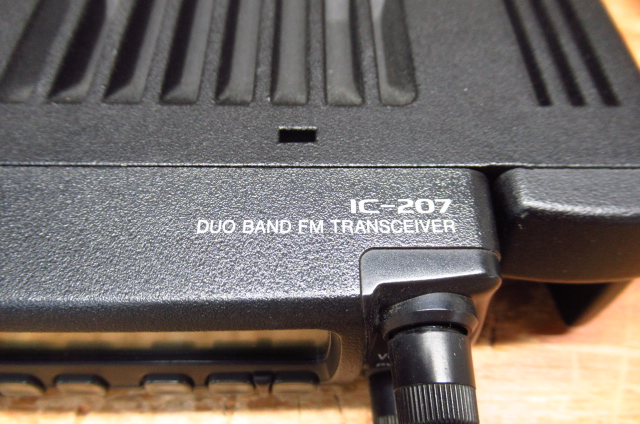 IC-207
DUO BAND FM TRANSCEIVER